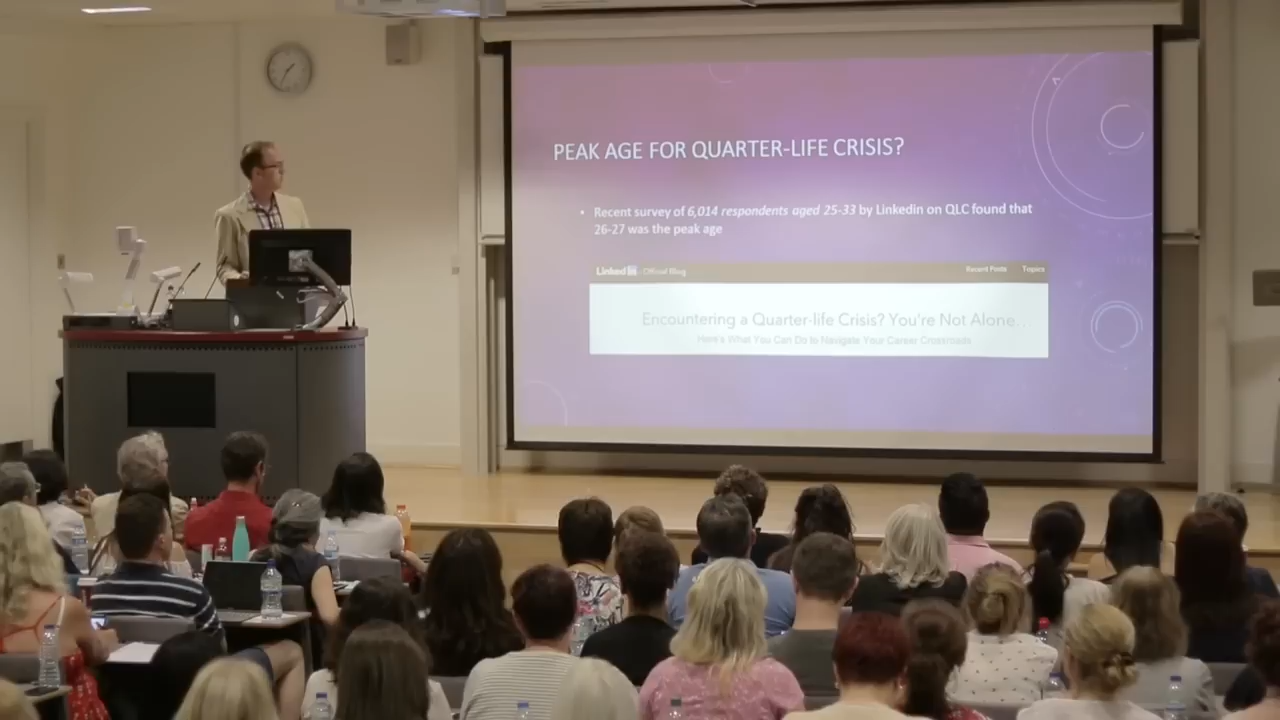 PEAK AGE FOR QUARTER-LIFE CRISIS?
• Recent survey of 6,014 respondents aged 25-33 by Linkedin on QLC found that
26-27 was the peak age
Linked in Official Blog Recent Posts Topics
Encountering a Quarter-life Crisis? You're Not Alone...
Here's What You Can Do to Navigate Your Career Crossroads